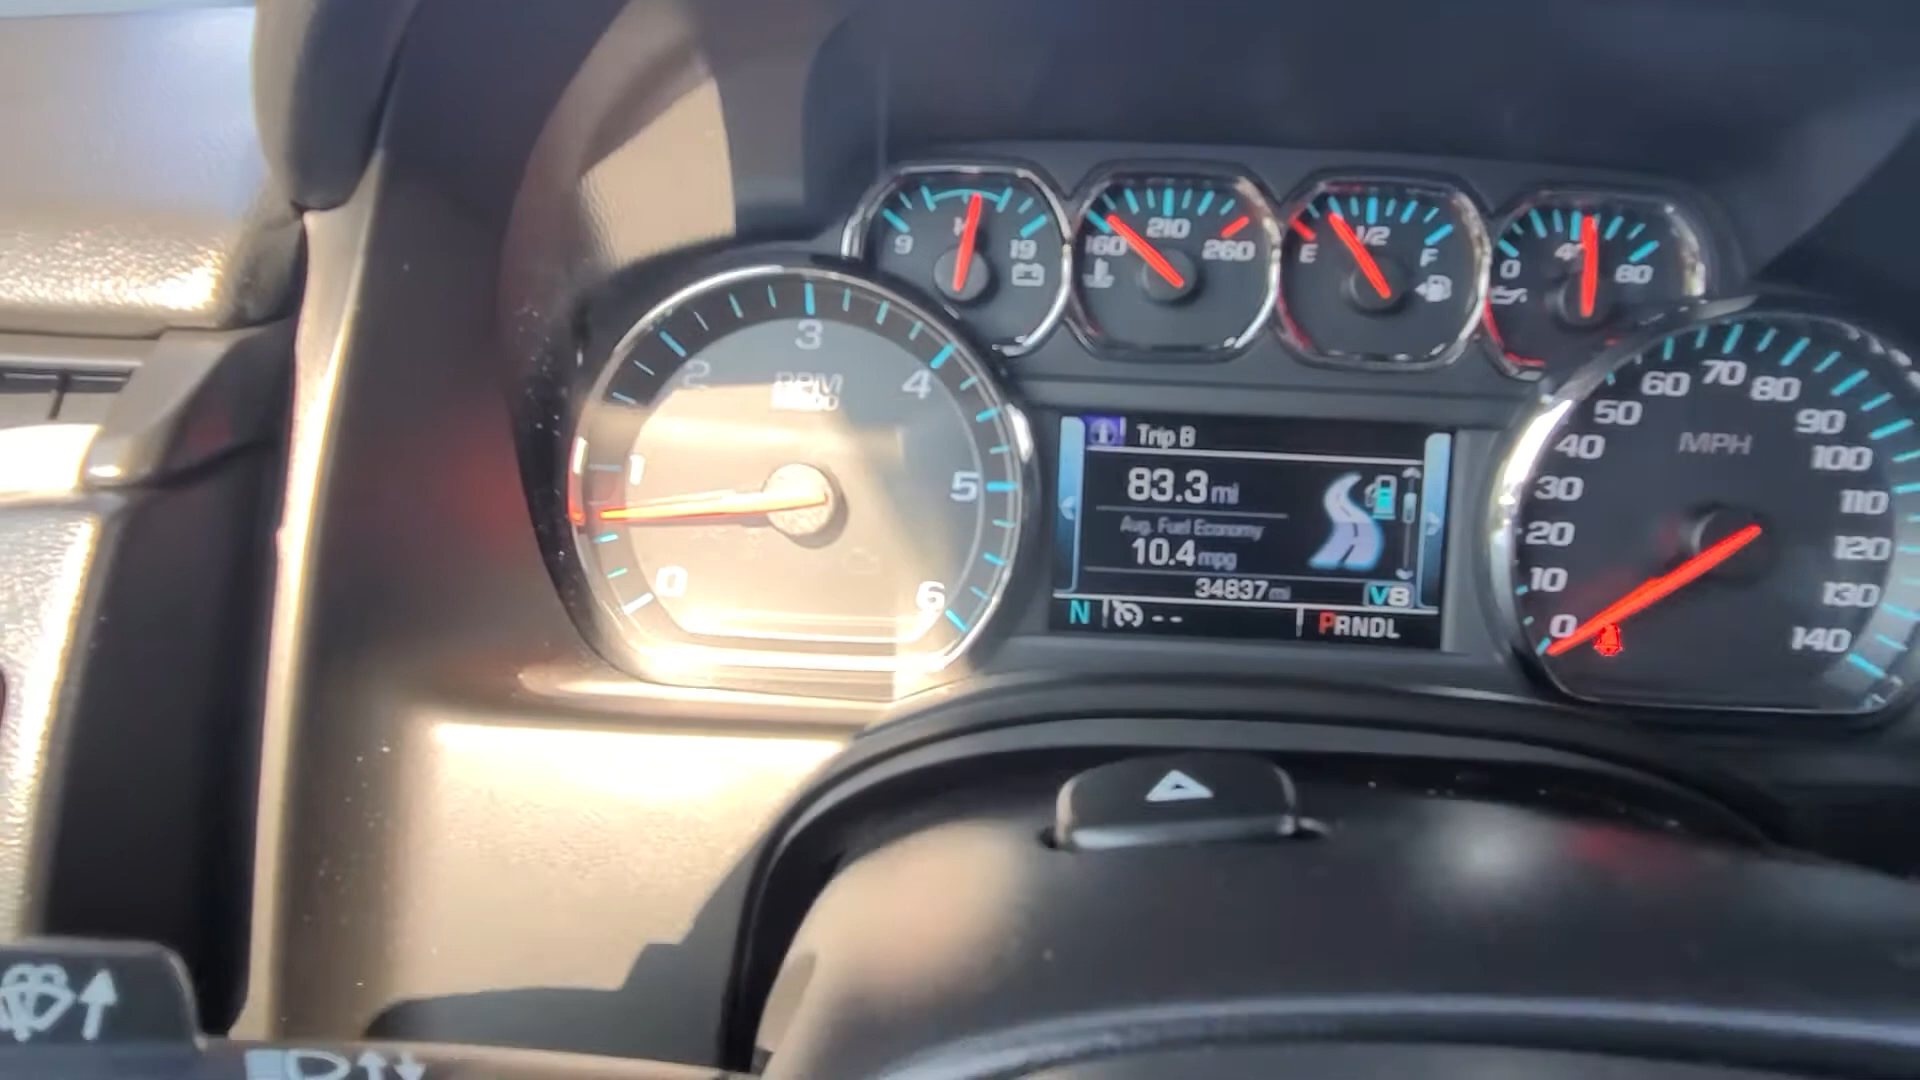 9 19
160 210 260
E 1/2 F
0 80
0 1 2 3 4 5 6
RPM
0 10 20 30 40 50 60 70 80 90 100 110 120 130 140
MPH
Trip B
83.3 mi
Avg. Fuel Economy
10.4 mpg
34837 mi
V8
N
--
PRNDL